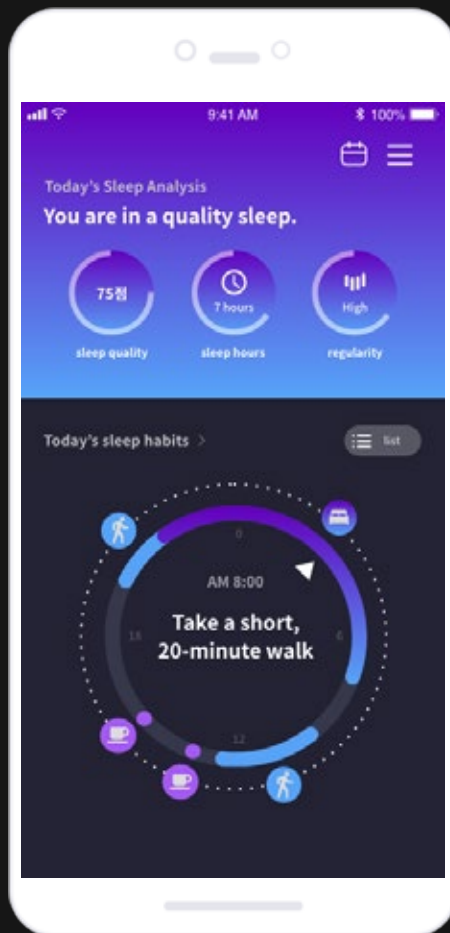 9:41 AM
100%
Today's Sleep Analysis
You are in a quality sleep.
75점
7 hours
High
sleep quality
sleep hours
regularity
Today's sleep habits
list
0
AM 8:00
Take a short,
18
6
20-minute walk
12